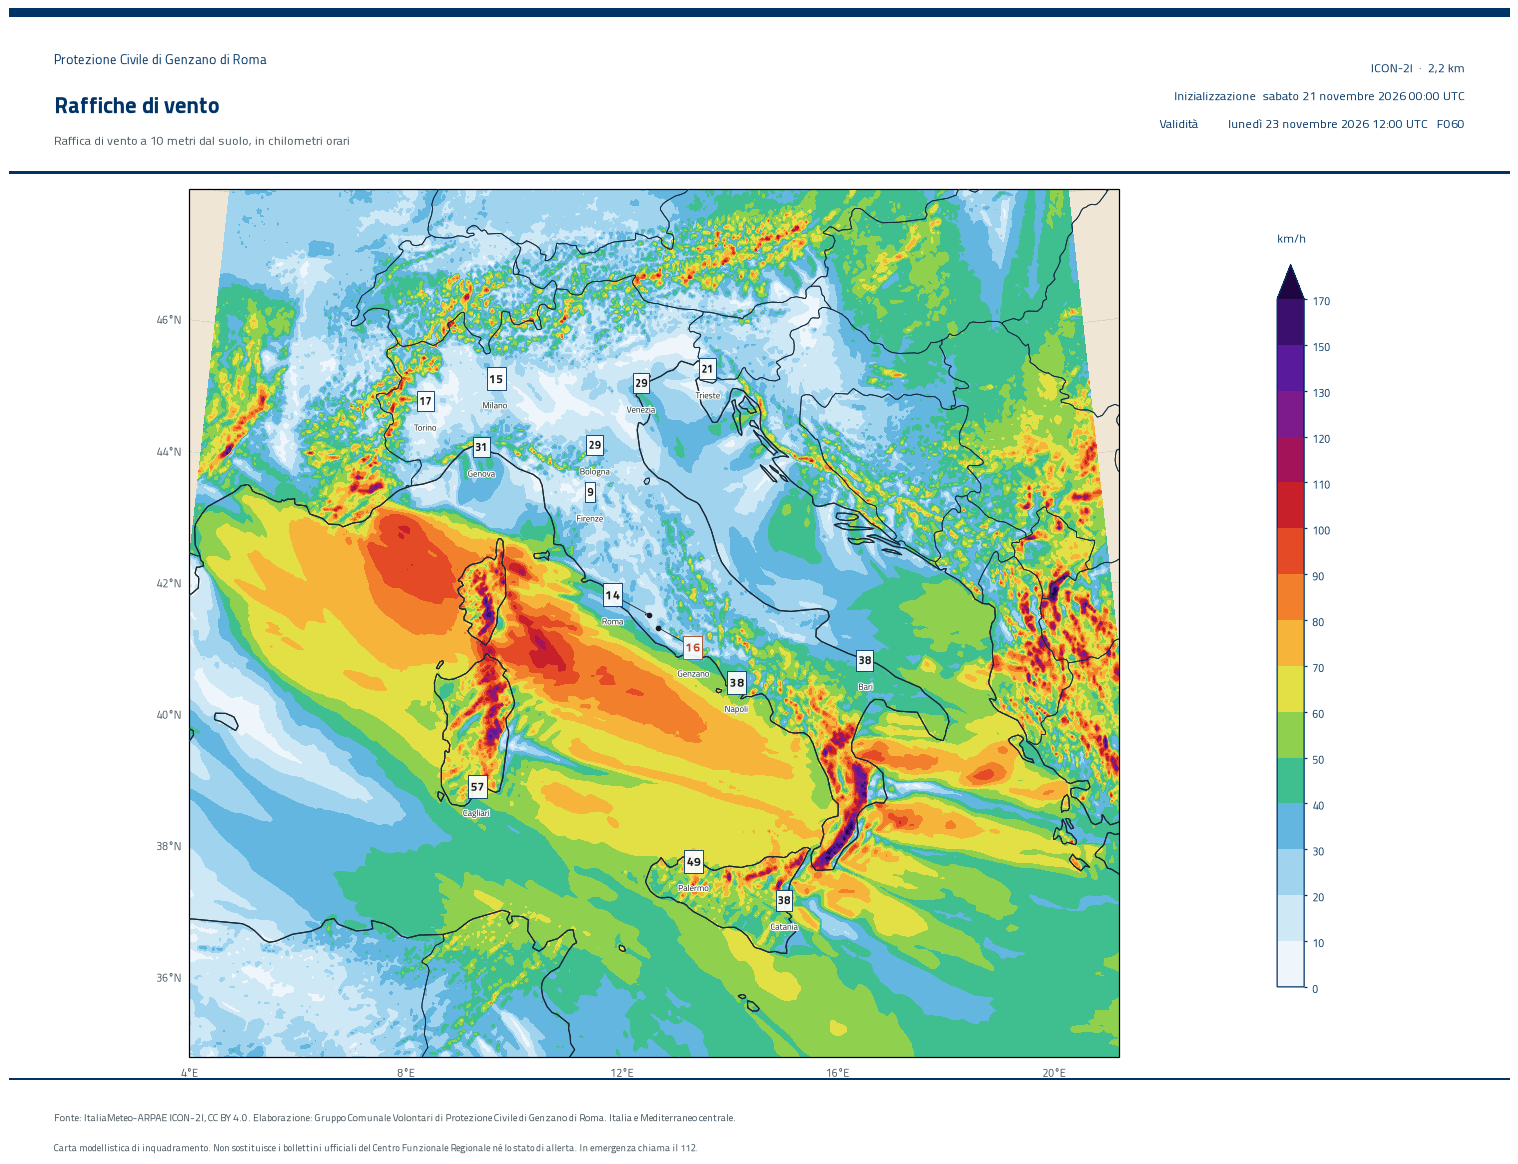 Protezione Civile di Genzano di Roma
Raffiche di vento
Raffica di vento a 10 metri dal suolo, in chilometri orari
ICON-2I · 2,2 km
Inizializzazione sabato 21 novembre 2026 00:00 UTC
Validità lunedì 23 novembre 2026 12:00 UTC F060
km/h
170
150
130
120
110
100
90
80
70
60
50
40
30
20
10
0
46°N
44°N
42°N
40°N
38°N
36°N
4°E
8°E
12°E
16°E
20°E
17
Torino
15
Milano
29
Venezia
21
Trieste
31
Genova
29
Bologna
9
Firenze
14
Roma
16
Genzano
38
Napoli
38
Bari
57
Cagliari
49
Palermo
38
Catania
Fonte: ItaliaMeteo-ARPAE ICON-2I, CC BY 4.0. Elaborazione: Gruppo Comunale Volontari di Protezione Civile di Genzano di Roma. Italia e Mediterraneo centrale.
Carta modellistica di inquadramento. Non sostituisce i bollettini ufficiali del Centro Funzionale Regionale né lo stato di allerta. In emergenza chiama il 112.